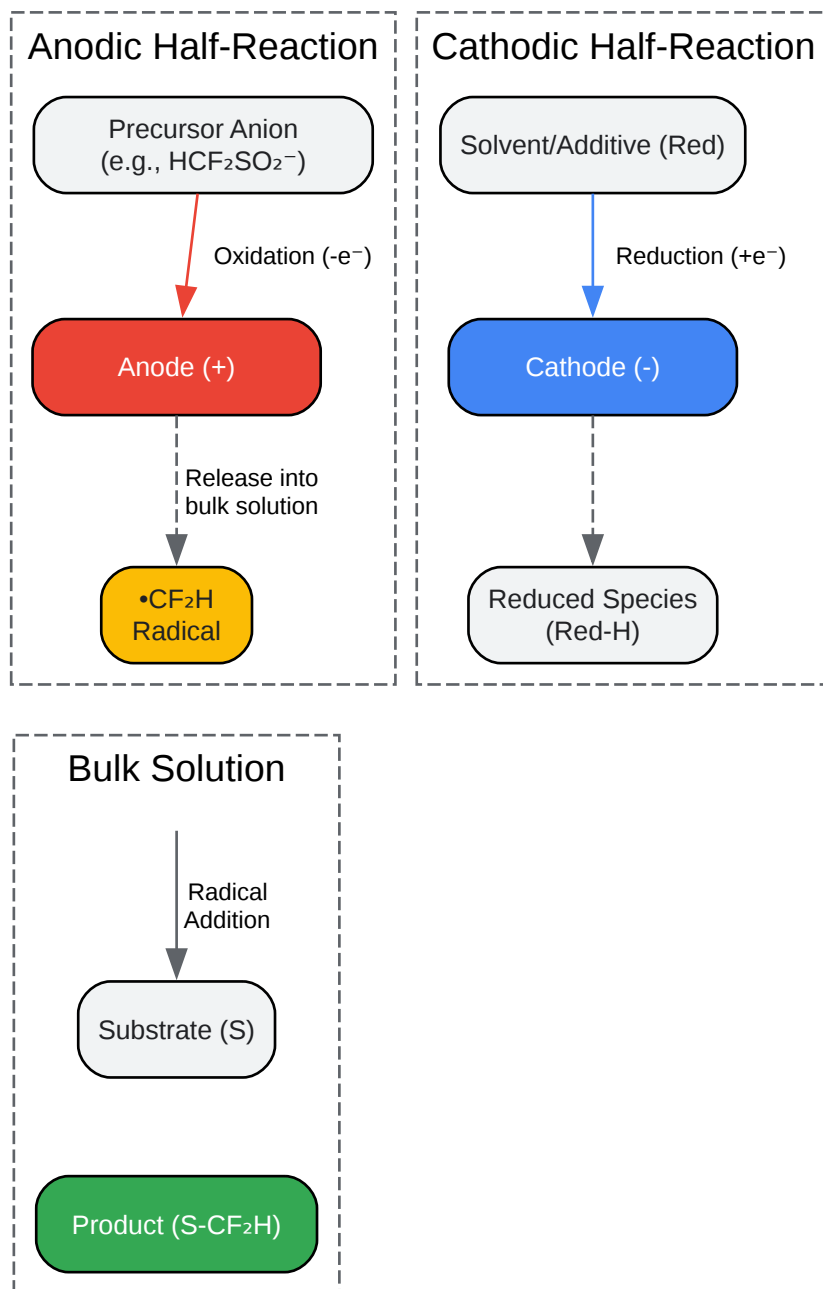 Anodic Half-Reaction
Precursor Anion
(e.g., HCF₂SO₂⁻)
Oxidation (-e⁻)
Anode (+)
Release into
bulk solution
•CF₂H
Radical
Cathodic Half-Reaction
Solvent/Additive (Red)
Reduction (+e⁻)
Cathode (-)
Reduced Species
(Red-H)
Bulk Solution
Radical
Addition
Substrate (S)
Product (S-CF₂H)